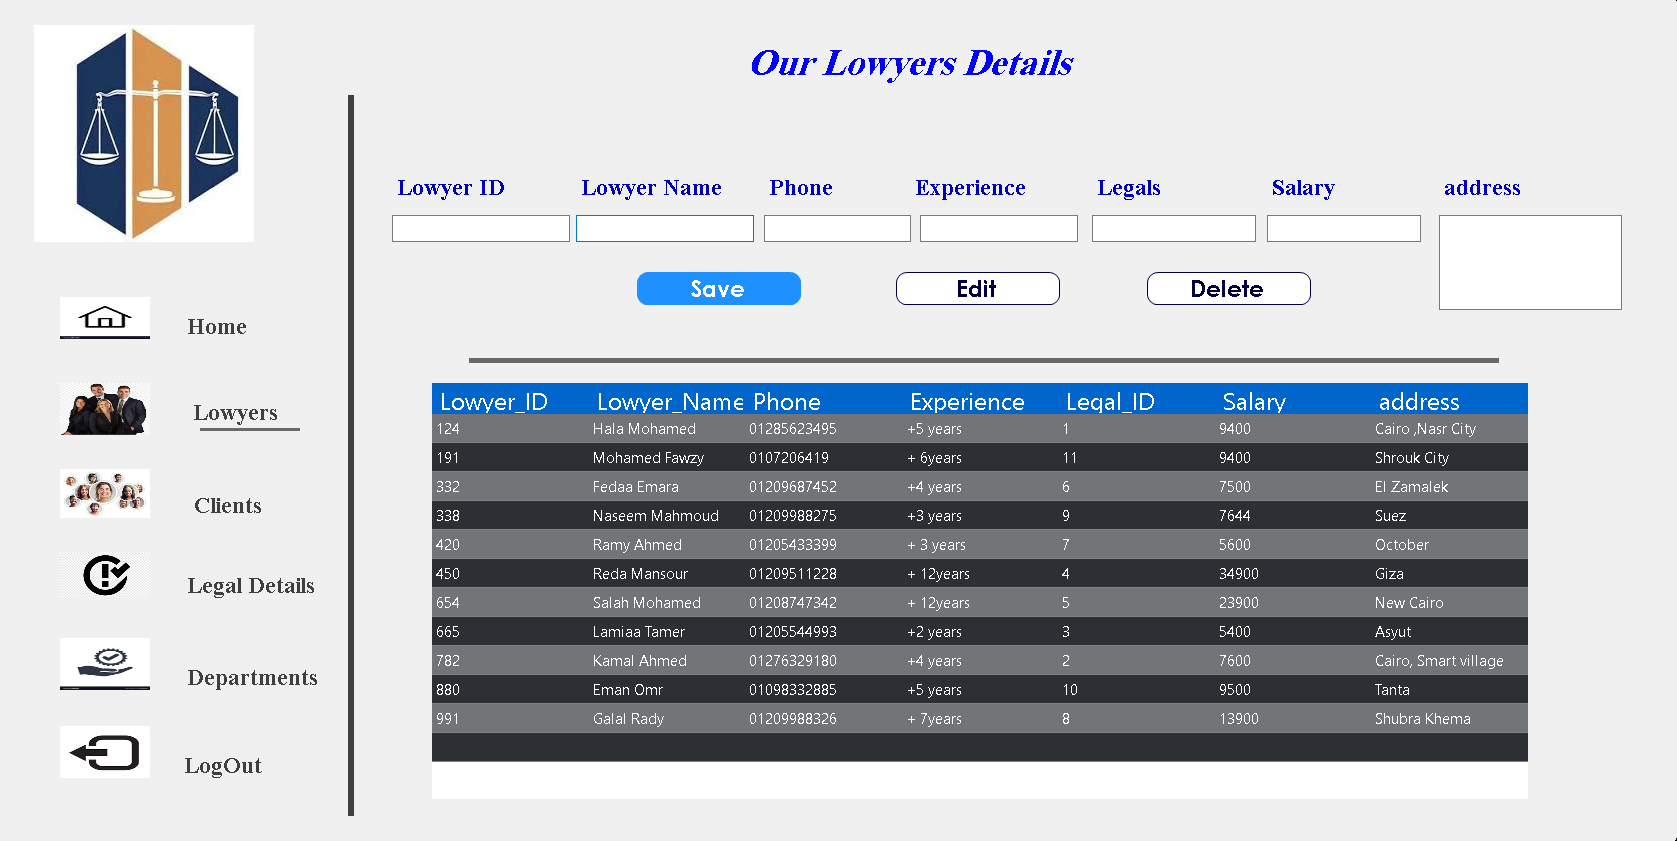 Our Lowyers Details
Lowyer ID Lowyer Name Phone Experience Legals Salary address
Save Edit Delete
Home
Lowyers
Clients
Legal Details
Departments
LogOut
Lowyer_ID Lowyer_Name Phone Experience Legal_ID Salary address
124 Hala Mohamed 01285623495 +5 years 1 9400 Cairo ,Nasr City
191 Mohamed Fawzy 0107206419 + 6years 11 9400 Shrouk City
332 Fedaa Emara 01209687452 +4 years 6 7500 El Zamalek
338 Naseem Mahmoud 01209988275 +3 years 9 7644 Suez
420 Ramy Ahmed 01205433399 + 3 years 7 5600 October
450 Reda Mansour 01209511228 + 12years 4 34900 Giza
654 Salah Mohamed 01208747342 + 12years 5 23900 New Cairo
665 Lamiaa Tamer 01205544993 +2 years 3 5400 Asyut
782 Kamal Ahmed 01276329180 +4 years 2 7600 Cairo, Smart village
880 Eman Omr 01098332885 +5 years 10 9500 Tanta
991 Galal Rady 01209988326 + 7years 8 13900 Shubra Khema